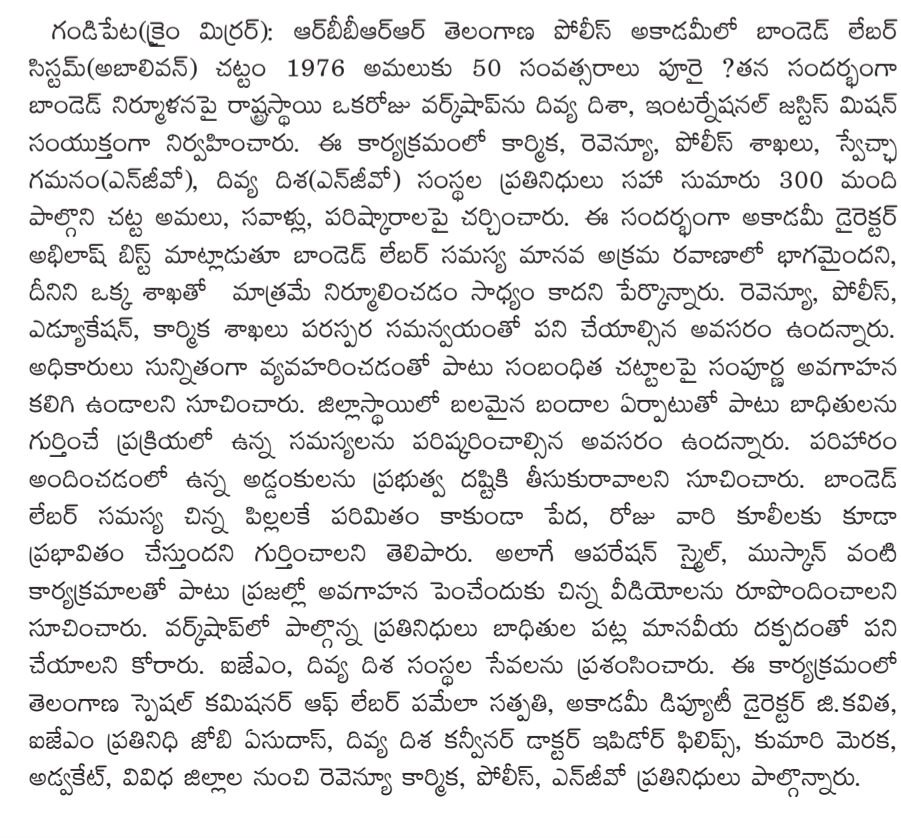 గండిపేట(క్రైం మిర్రర్): ఆర్‌బీబీఆర్ఆర్ తెలంగాణ పోలీస్ అకాడమీలో బాండెడ్ లేబర్
సిస్టమ్(అబాలివన్) చట్టం 1976 అమలుకు 50 సంవత్సరాలు పూరై ?తన సందర్భంగా
బాండెడ్ నిర్మూళనపై రాష్ట్రస్థాయి ఒకరోజు వర్క్‌షాప్‌ను దివ్య దిశా, ఇంటర్నేషనల్ జస్టిస్ మిషన్
సంయుక్తంగా నిర్వహించారు. ఈ కార్యక్రమంలో కార్మిక, రెవెన్యూ, పోలీస్ శాఖలు, స్వేచ్ఛా
గమనం(ఎన్‌జీవో), దివ్య దిశ(ఎన్‌జీవో) సంస్థల ప్రతినిధులు సహా సుమారు 300 మంది
పాల్గొని చట్ట అమలు, సవాళ్లు, పరిష్కారాలపై చర్చించారు. ఈ సందర్భంగా అకాడమీ డైరెక్టర్
అభిలాష్ బిస్ట్ మాట్లాడుతూ బాండెడ్ లేబర్ సమస్య మానవ అక్రమ రవాణాలో భాగమైందని,
దీనిని ఒక్క శాఖతో మాత్రమే నిర్మూలించడం సాధ్యం కాదని పేర్కొన్నారు. రెవెన్యూ, పోలీస్,
ఎడ్యూకేషన్, కార్మిక శాఖలు పరస్పర సమన్వయంతో పని చేయాల్సిన అవసరం ఉందన్నారు.
అధికారులు సున్నితంగా వ్యవహరించడంతో పాటు సంబంధిత చట్టాలపై సంపూర్ణ అవగాహన
కలిగి ఉండాలని సూచించారు. జిల్లాస్థాయిలో బలమైన బందాల ఏర్పాటుతో పాటు బాధితులను
గుర్తించే ప్రక్రియలో ఉన్న సమస్యలను పరిష్కరించాల్సిన అవసరం ఉందన్నారు. పరిహారం
అందించడంలో ఉన్న అడ్డంకులను ప్రభుత్వ దష్టికి తీసుకురావాలని సూచించారు. బాండెడ్
లేబర్ సమస్య చిన్న పిల్లలకే పరిమితం కాకుండా పేద, రోజు వారి కూలీలకు కూడా
ప్రభావితం చేస్తుందని గుర్తించాలని తెలిపారు. అలాగే ఆపరేషన్ స్మైల్, ముస్కాన్ వంటి
కార్యక్రమాలతో పాటు ప్రజల్లో అవగాహన పెంచేందుకు చిన్న వీడియోలను రూపొందించాలని
సూచించారు. వర్క్‌షాప్‌లో పాల్గొన్న ప్రతినిధులు బాధితుల పట్ల మానవీయ దక్పదంతో పని
చేయాలని కోరారు. ఐజేఎం, దివ్య దిశ సంస్థల సేవలను ప్రశంసించారు. ఈ కార్యక్రమంలో
తెలంగాణ స్పెషల్ కమిషనర్ ఆఫ్ లేబర్ పమేలా సత్పతి, అకాడమీ డిప్యూటీ డైరెక్టర్ జి.కవిత,
ఐజేఎం ప్రతినిధి జోబి ఏసుదాస్, దివ్య దిశ కన్వీనర్ డాక్టర్ ఇపిడోర్ ఫిలిప్స్, కుమారి మెరక,
అడ్వకేట్, వివిధ జిల్లాల నుంచి రెవెన్యూ కార్మిక, పోలీస్, ఎన్‌జీవో ప్రతినిధులు పాల్గొన్నారు.